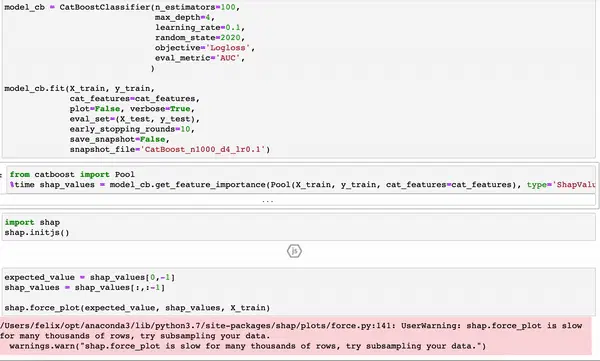 model_cb = CatBoostClassifier(n_estimators=100,
max_depth=4,
learning_rate=0.1,
random_state=2020,
objective='Logloss',
eval_metric='AUC',
)
model_cb.fit(X_train, y_train,
cat_features=cat_features,
plot=False, verbose=True,
eval_set=(X_test, y_test),
early_stopping_rounds=10,
save_snapshot=False,
snapshot_file='CatBoost_n1000_d4_lr0.1')
:
from catboost import Pool
%time shap_values = model_cb.get_feature_importance(Pool(X_train, y_train, cat_features=cat_features), type='ShapValu
...
import shap
shap.initjs()
js
expected_value = shap_values[0,-1]
shap_values = shap_values[:,:-1]
shap.force_plot(expected_value, shap_values, X_train)
/Users/felix/opt/anaconda3/lib/python3.7/site-packages/shap/plots/force.py:141: UserWarning: shap.force_plot is slow
for many thousands of rows, try subsampling your data.
warnings.warn("shap.force_plot is slow for many thousands of rows, try subsampling your data.")